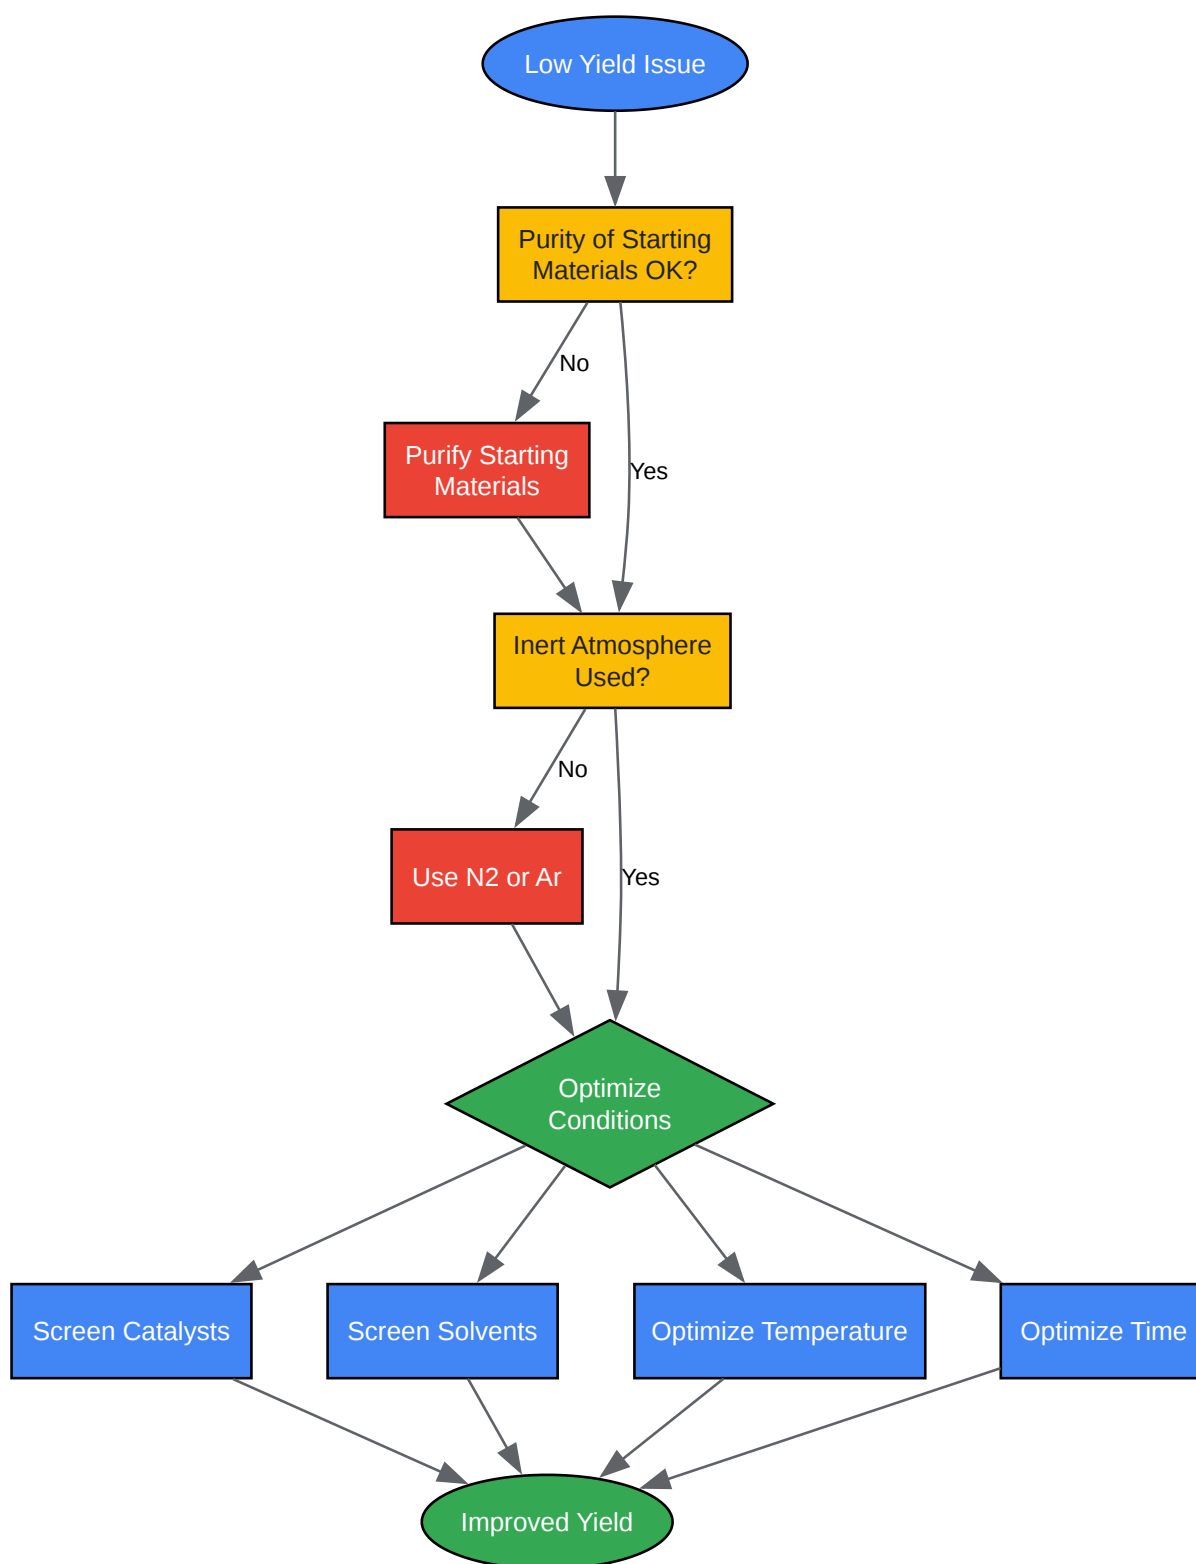 Low Yield Issue
Purity of Starting
Materials OK?
No
Purify Starting
Materials
Yes
Inert Atmosphere
Used?
No
Use N2 or Ar
Yes
Optimize
Conditions
Screen Catalysts
Screen Solvents
Optimize Temperature
Optimize Time
Improved Yield